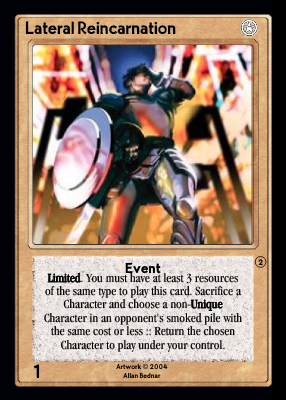 Lateral Reincarnation
Event
2
Limited. You must have at least 3 resources
of the same type to play this card. Sacrifice a
Character and choose a non-Unique
Character in an opponent's smoked pile with
the same cost or less :: Return the chosen
Character to play under your control.
1
Artwork © 2004
Allan Bednar